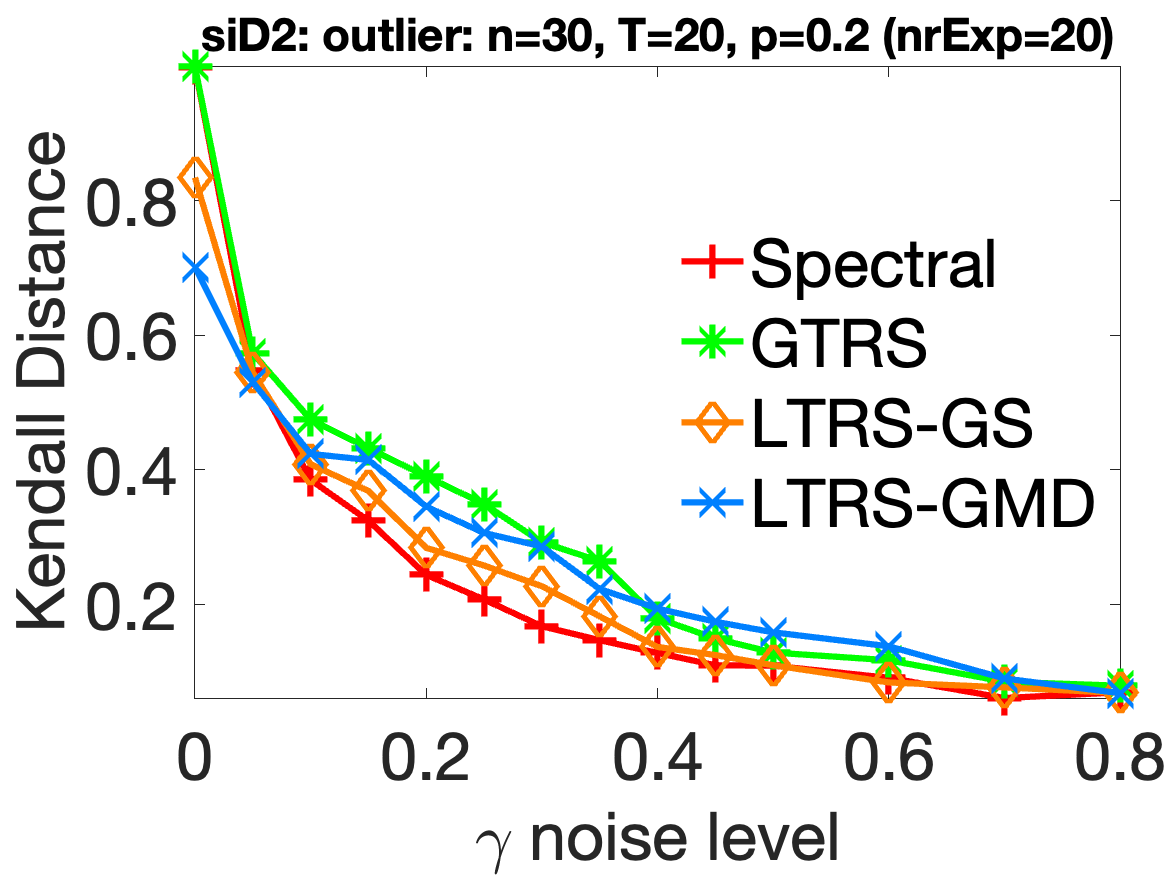 siD2: outlier: n=30, T=20, p=0.2 (nrExp=20)
Kendall Distance
0.8
0.6
0.4
0.2
Spectral
GTRS
LTRS-GS
LTRS-GMD
0 0.2 0.4 0.6 0.8
γ noise level